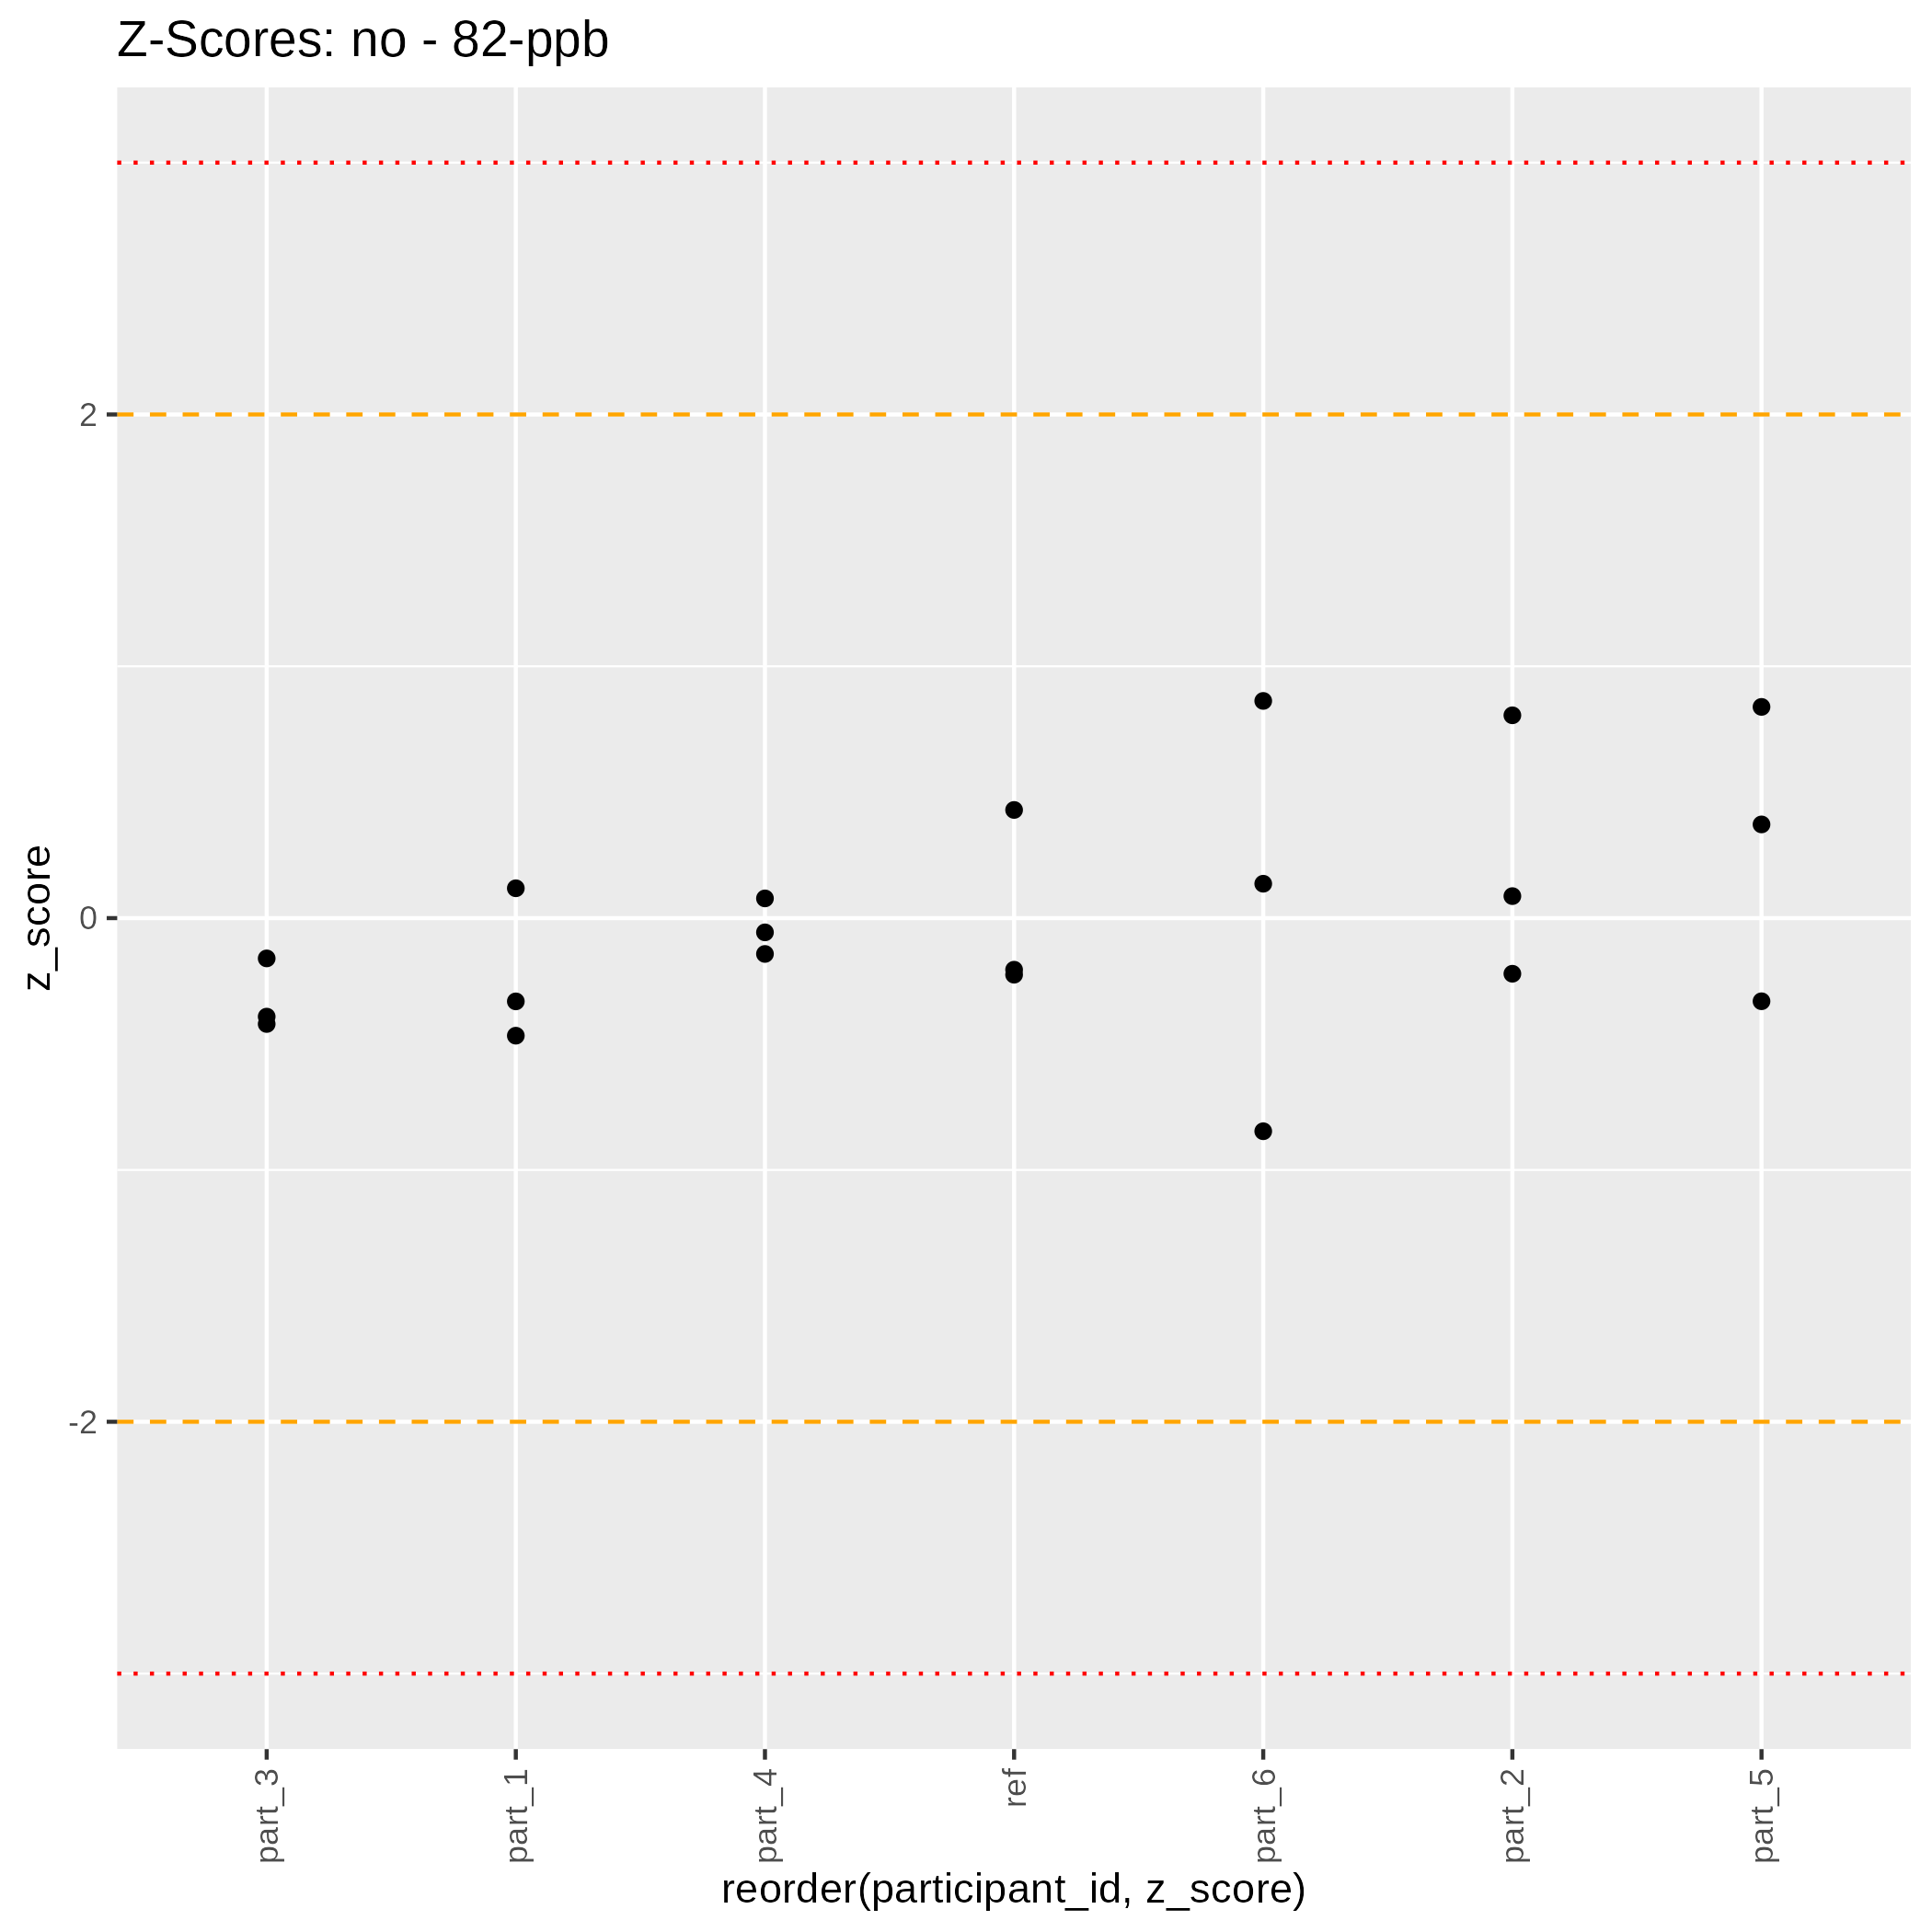 Z-Scores: no - 82-ppb
z_score
2
0
-2
part_3
part_1
part_4
ref
part_6
part_2
part_5
reorder(participant_id, z_score)